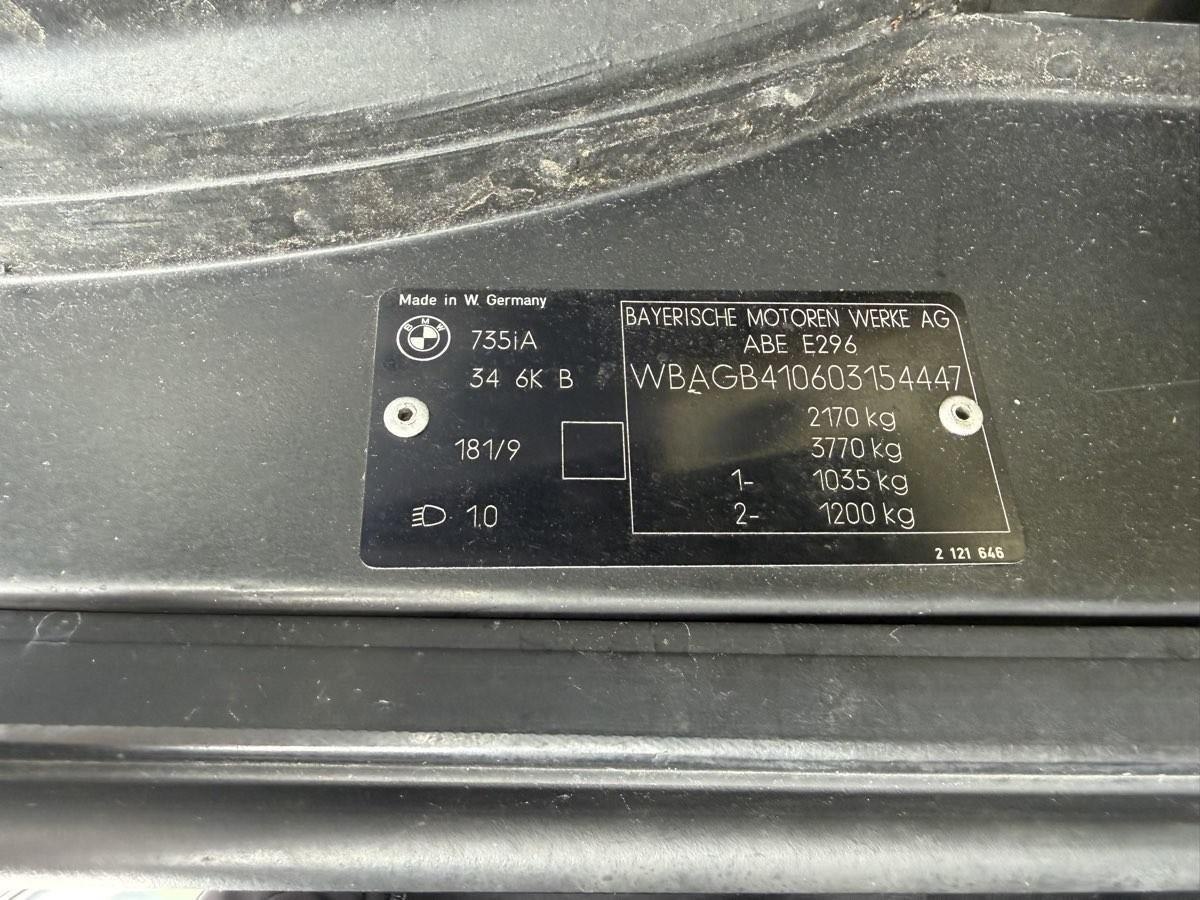 Made in W. Germany
BMW
735iA
34 6K B
181/9
1.0
BAYERISCHE MOTOREN WERKE AG
ABE E296
WBAGB410603154447
2170 kg
3770 kg
1- 1035 kg
2- 1200 kg
2 121 646